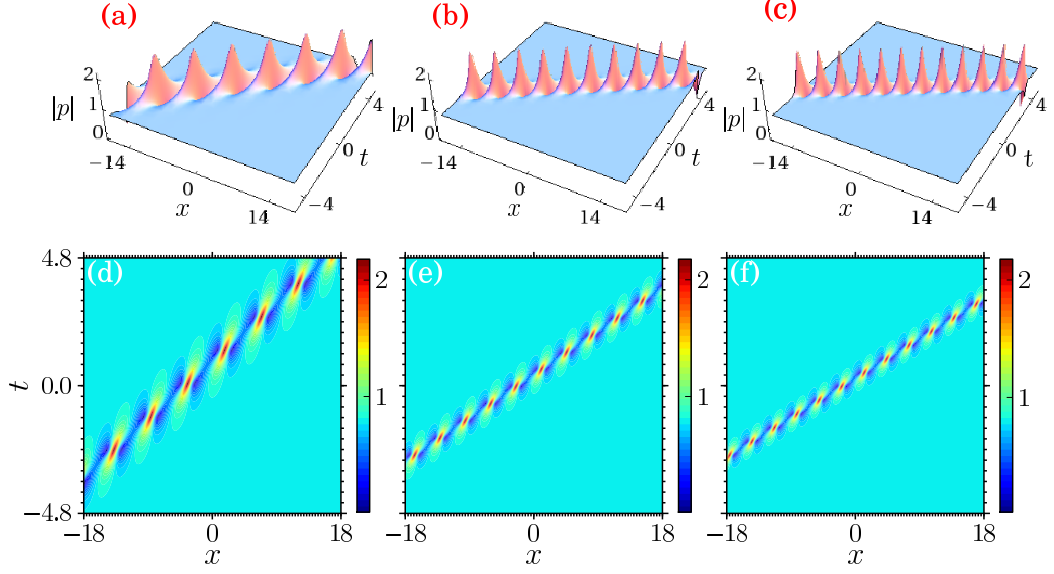 (a) (b) (c)
2 2 2
|p| 1 |p| 1 |p| 1
0 0 0
4 4 4
0 0 0
t t t
−14 −14 −14
0 0 0
x x x
14 −4 14 −4 14 −4
4.8 (d) (e) (f)
2 2 2
t 0.0 1 1 1
−4.8
−18 0 18 −18 0 18 −18 0 18
x x x